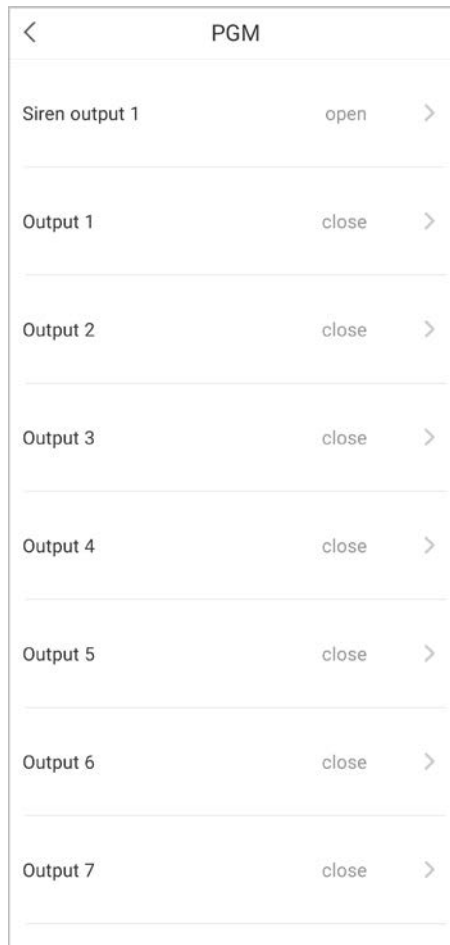 PGM
Siren output 1 open
Output 1 close
Output 2 close
Output 3 close
Output 4 close
Output 5 close
Output 6 close
Output 7 close